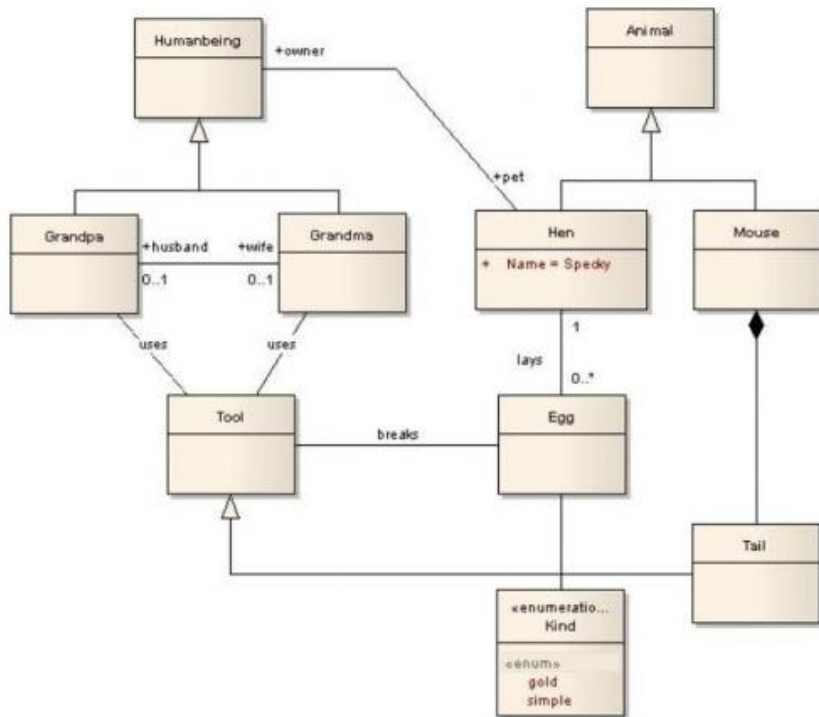 Humanbeing
+owner
Animal
+pet
Grandpa
+husband
0..1
+wife
0..1
Grandma
Hen
+ Name = Specky
Mouse
uses
uses
1
lays
0..*
Tool
breaks
Egg
Tail
«enumeratio...
Kind
«enum»
gold
simple